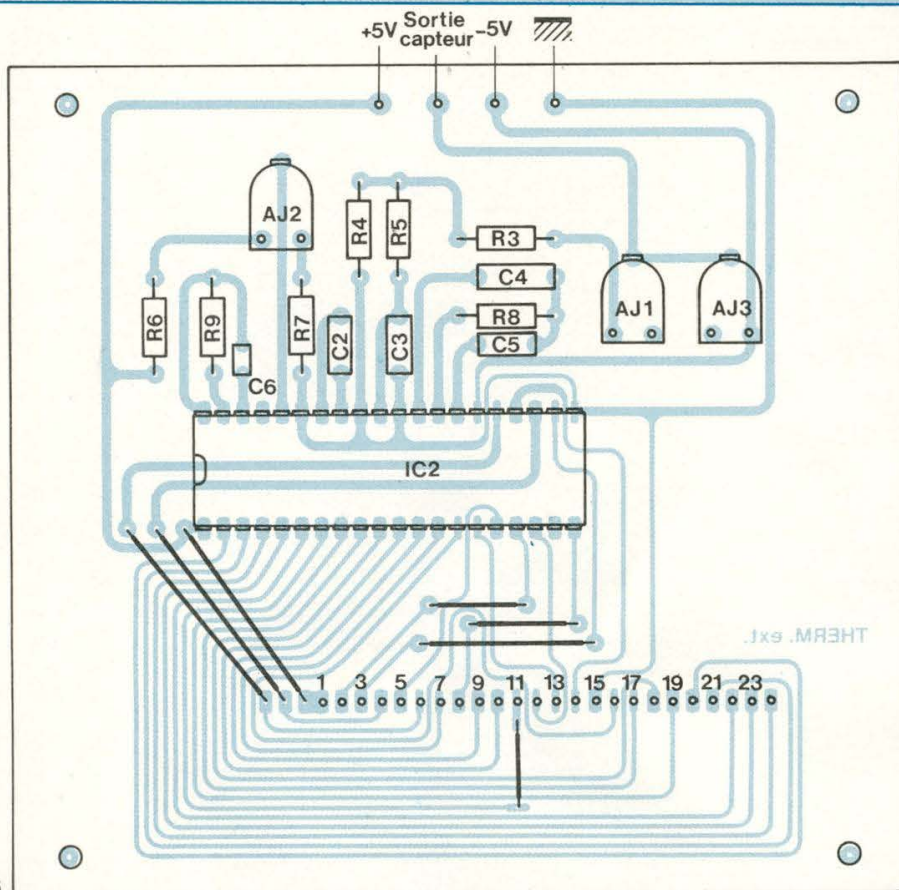 +5V Sortie capteur -5V
AJ2
R4
R5
R3
C4
AJ1
AJ3
R6
R9
R7
C2
C3
R8
C5
C6
IC2
THERM. ext.
1 3 5 7 9 11 13 15 17 19 21 23